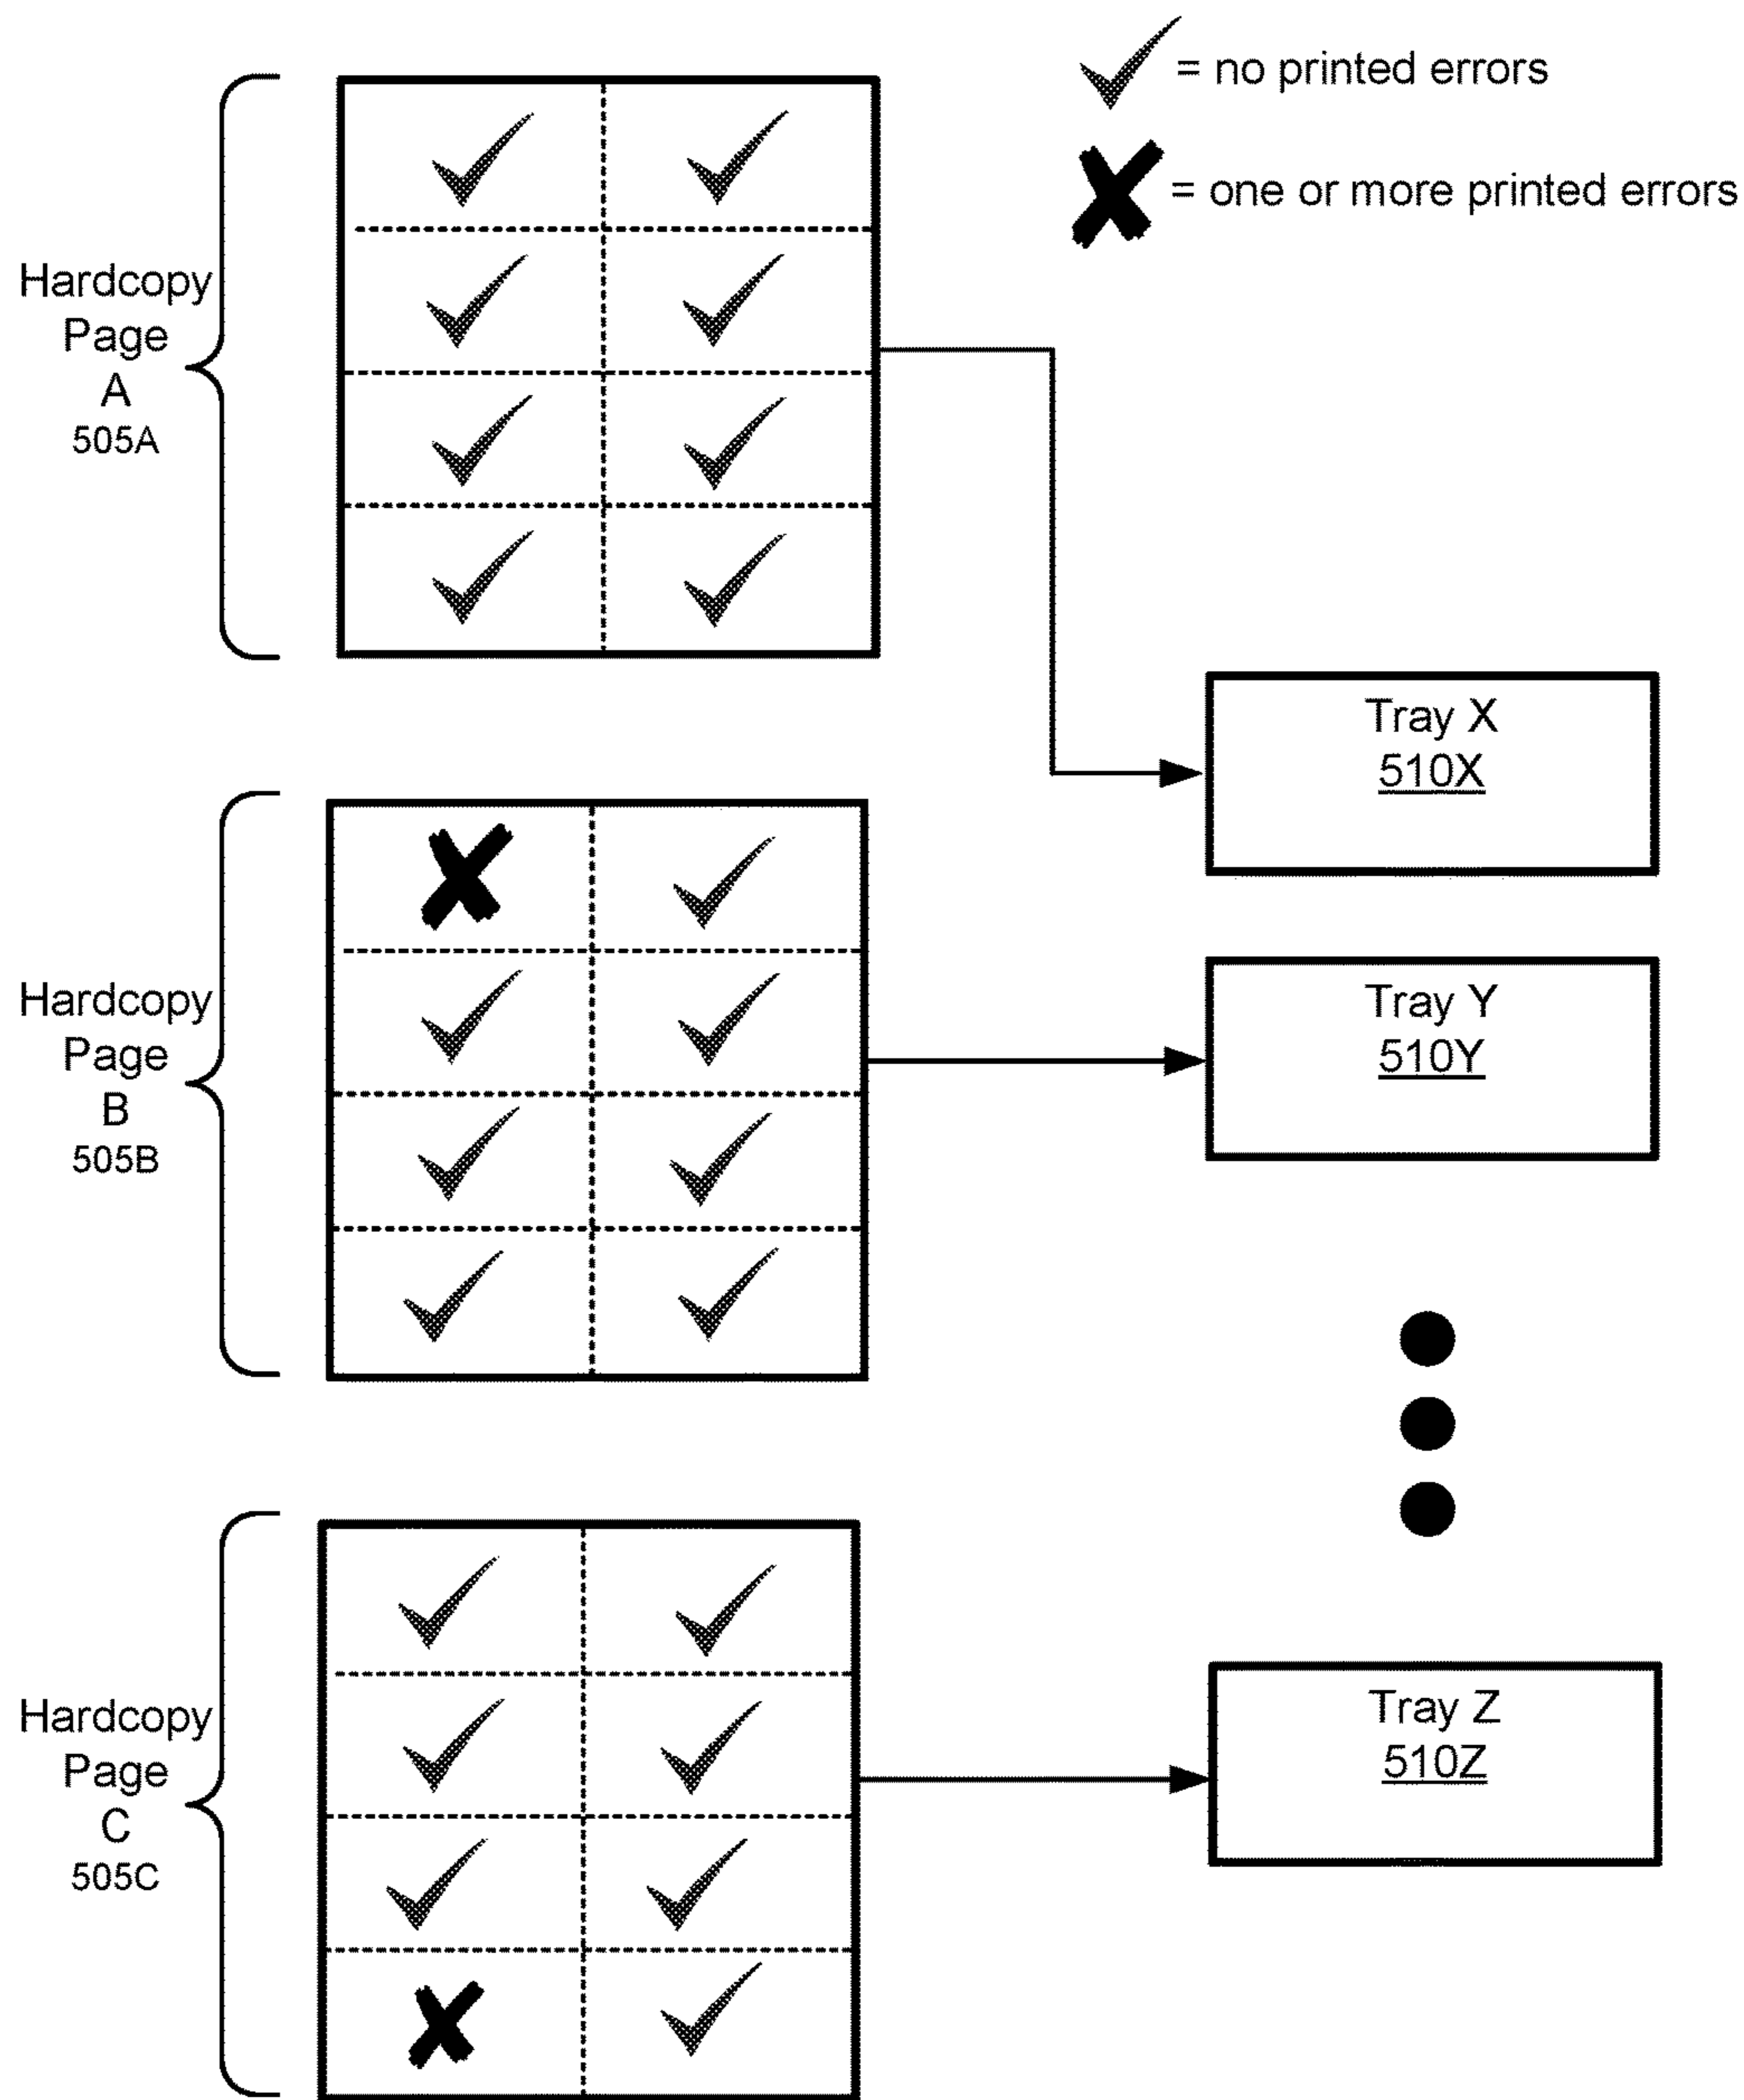 = no printed errors
= one or more printed errors
Hardcopy
Page
A
505A
Tray X
510X
Hardcopy
Page
B
505B
Tray Y
510Y
Hardcopy
Page
C
505C
Tray Z
510Z